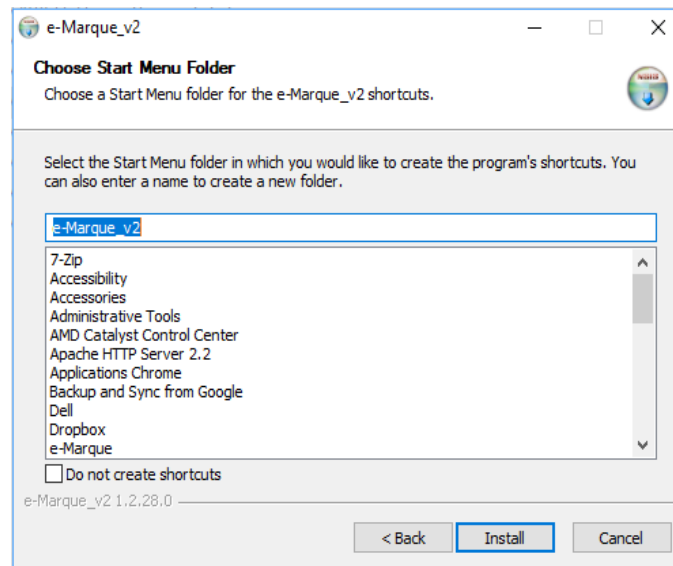 e-Marque_v2
Choose Start Menu Folder
Choose a Start Menu folder for the e-Marque_v2 shortcuts.
Select the Start Menu folder in which you would like to create the program's shortcuts. You
can also enter a name to create a new folder.
e-Marque_v2
7-Zip
Accessibility
Accessories
Administrative Tools
AMD Catalyst Control Center
Apache HTTP Server 2.2
Applications Chrome
Backup and Sync from Google
Dell
Dropbox
e-Marque
Do not create shortcuts
e-Marque_v2 1.2.28.0
< Back Install Cancel